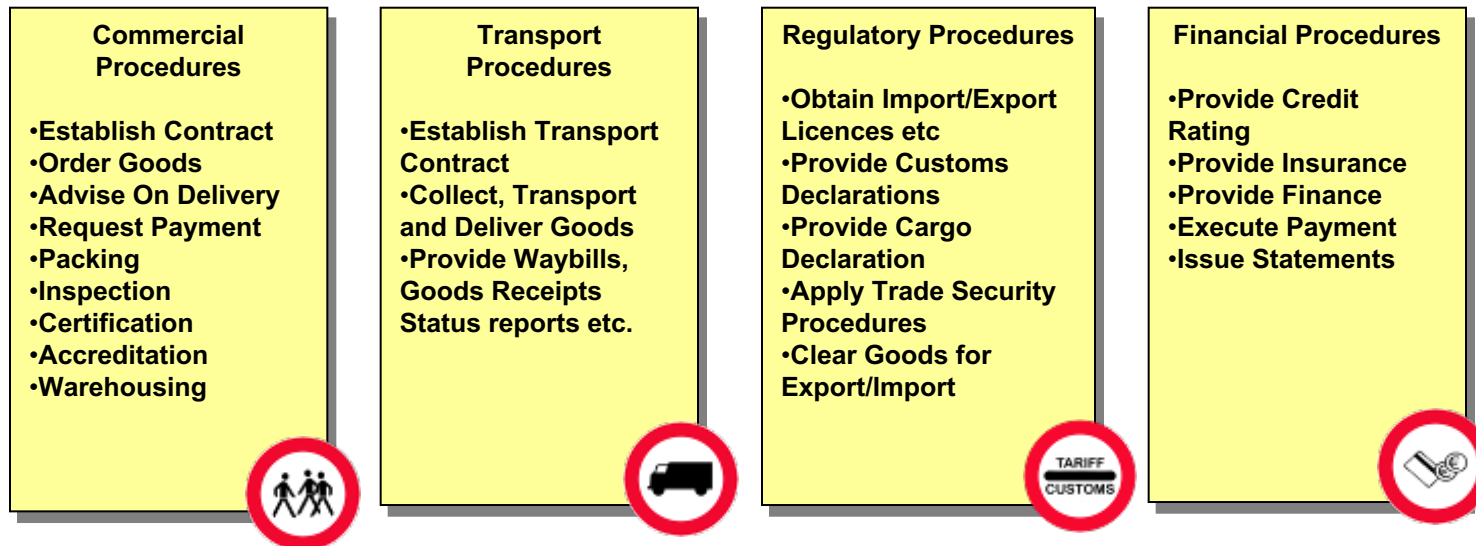 Commercial
Procedures
•Establish Contract
•Order Goods
•Advise On Delivery
•Request Payment
•Packing
•Inspection
•Certification
•Accreditation
•Warehousing
Transport
Procedures
•Establish Transport
Contract
•Collect, Transport
and Deliver Goods
•Provide Waybills,
Goods Receipts
Status reports etc.
Regulatory Procedures
•Obtain Import/Export
Licences etc
•Provide Customs
Declarations
•Provide Cargo
Declaration
•Apply Trade Security
Procedures
•Clear Goods for
Export/Import
TARIFF
CUSTOMS
Financial Procedures
•Provide Credit
Rating
•Provide Insurance
•Provide Finance
•Execute Payment
•Issue Statements